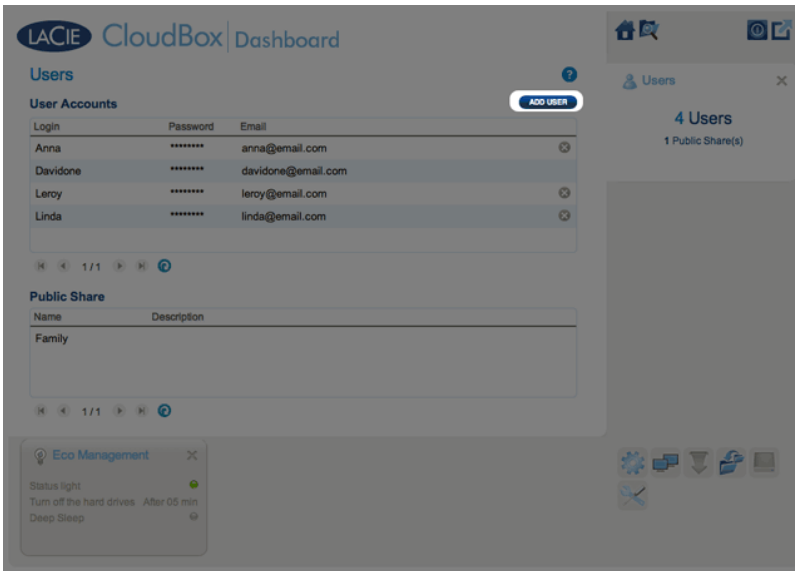 LACIE CloudBox Dashboard
Users
?
User Accounts
ADD USER
Login Password Email
Anna ******** anna@email.com
Davidone davidone@email.com
Leroy ******** leroy@email.com
Linda ******** linda@email.com
1 / 1
Public Share
Name Description
Family
1 / 1
Eco Management
Status light
Turn off the hard drives After 05 min
Deep Sleep
Users
4 Users
1 Public Share(s)